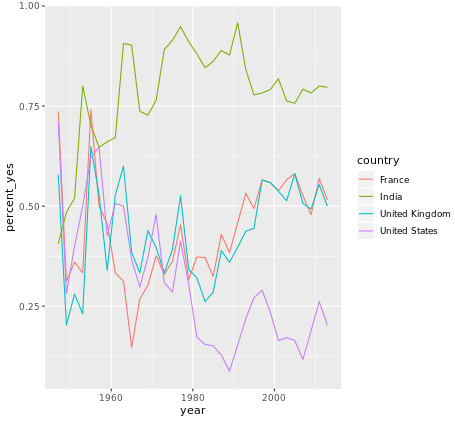 1.00
0.75
0.50
0.25
percent_yes
1960
1980
2000
year
country
France
India
United Kingdom
United States